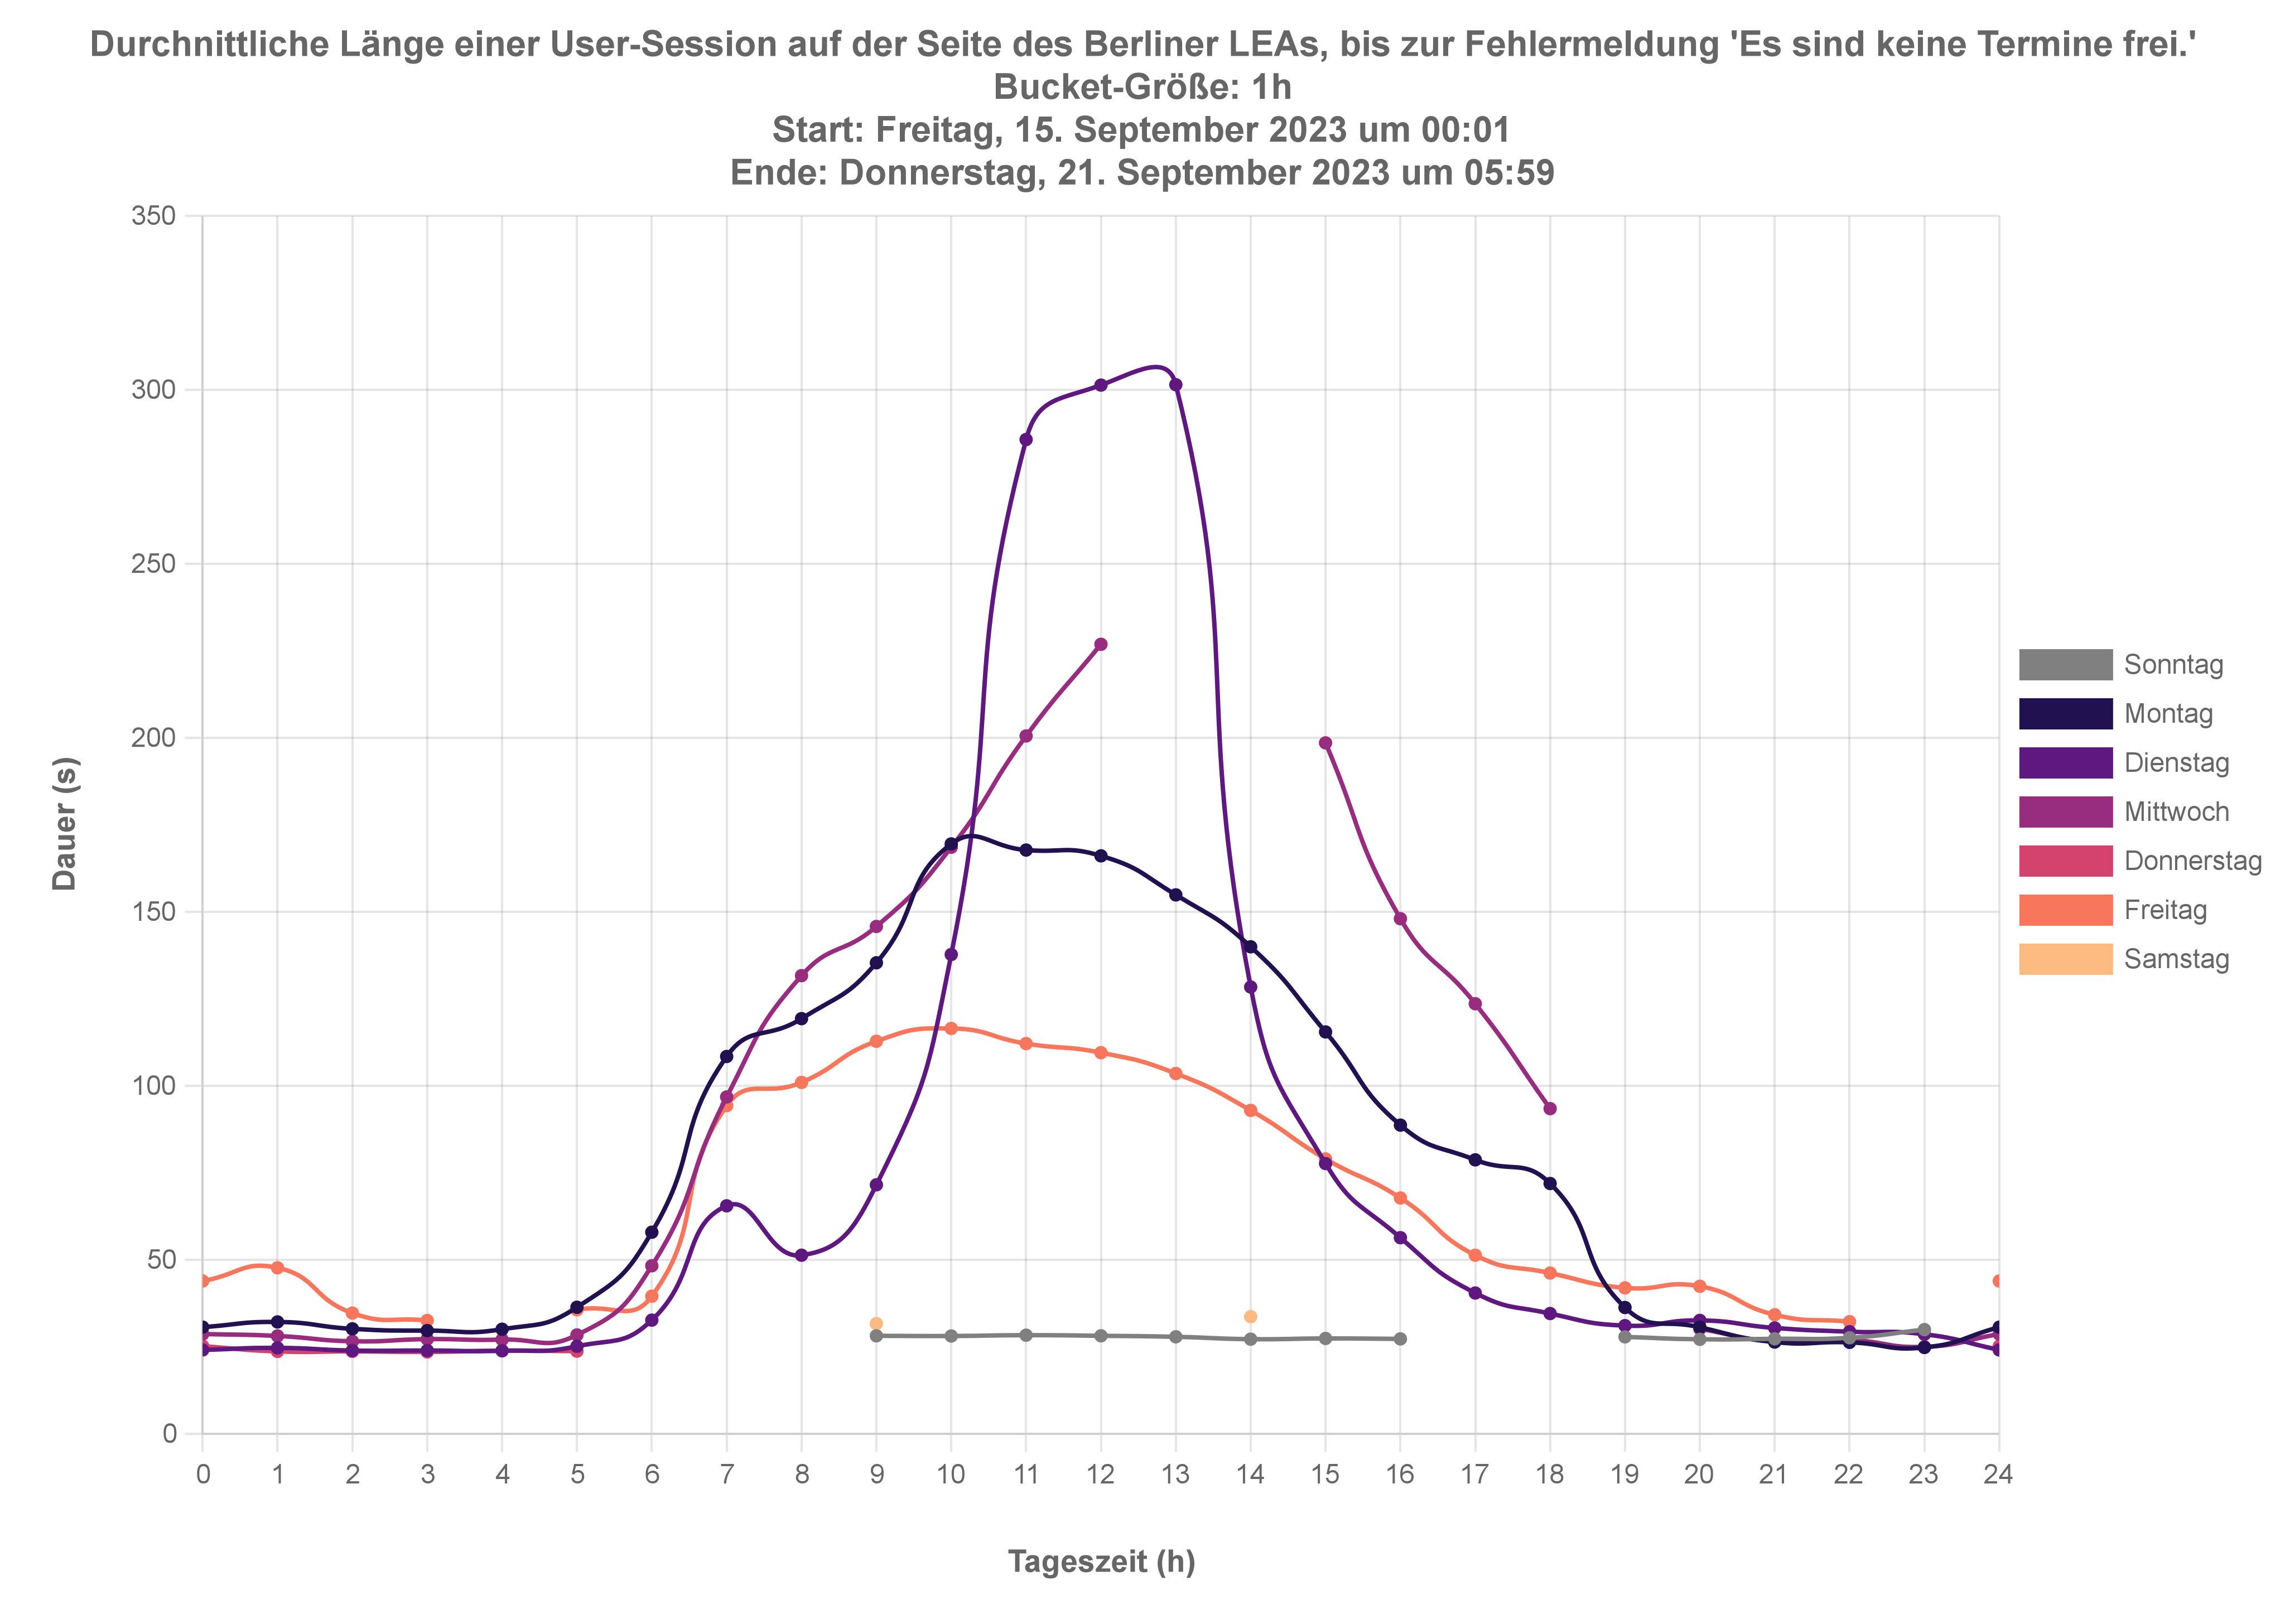 Durchnittliche Länge einer User-Session auf der Seite des Berliner LEAs, bis zur Fehlermeldung 'Es sind keine Termine frei.'
Bucket-Größe: 1h
Start: Freitag, 15. September 2023 um 00:01
Ende: Donnerstag, 21. September 2023 um 05:59
350
300
250
200
150
100
50
0
Dauer (s)
0 1 2 3 4 5 6 7 8 9 10 11 12 13 14 15 16 17 18 19 20 21 22 23 24
Tageszeit (h)
Sonntag
Montag
Dienstag
Mittwoch
Donnerstag
Freitag
Samstag